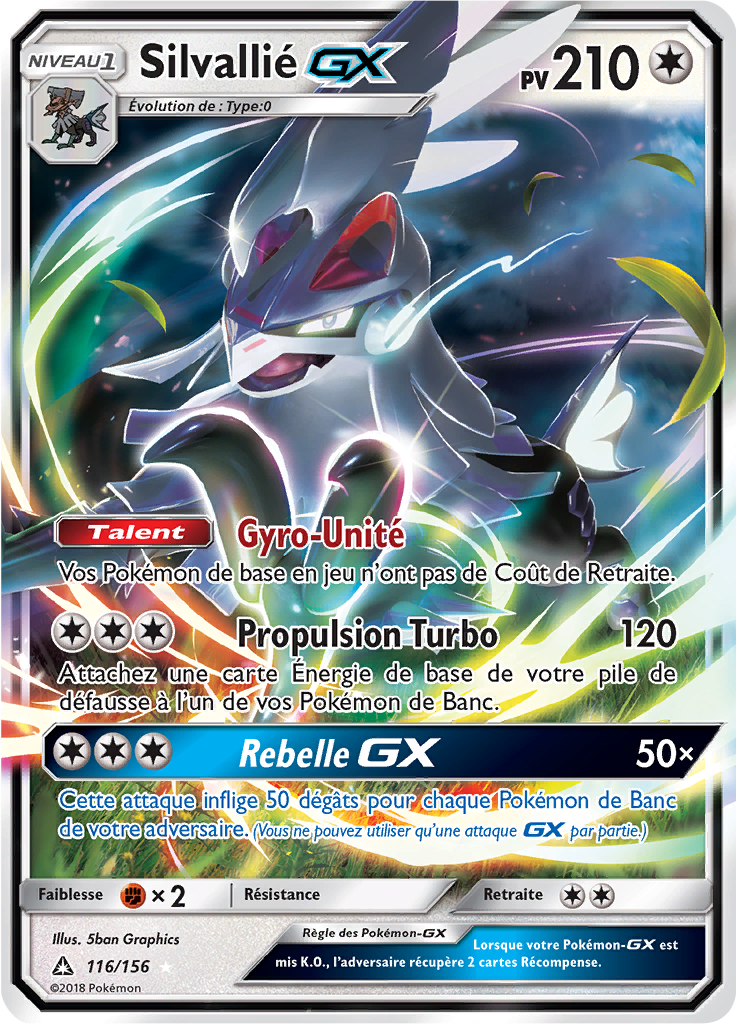 NIVEAU1
Silvallié GX
PV210
Évolution de : Type:0
Talent Gyro-Unité
Vos Pokémon de base en jeu n'ont pas de Coût de Retraite.
Propulsion Turbo 120
Attachez une carte Énergie de base de votre pile de
défausse à l'un de vos Pokémon de Banc.
Rebelle GX 50×
Cette attaque inflige 50 dégâts pour chaque Pokémon de Banc
de votre adversaire. (Vous ne pouvez utiliser qu'une attaque GX par partie.)
Faiblesse ×2 Résistance Retraite
Illus. 5ban Graphics
Règle des Pokémon-GX
Lorsque votre Pokémon-GX est
mis K.O., l'adversaire récupère 2 cartes Récompense.
116/156
©2018 Pokémon